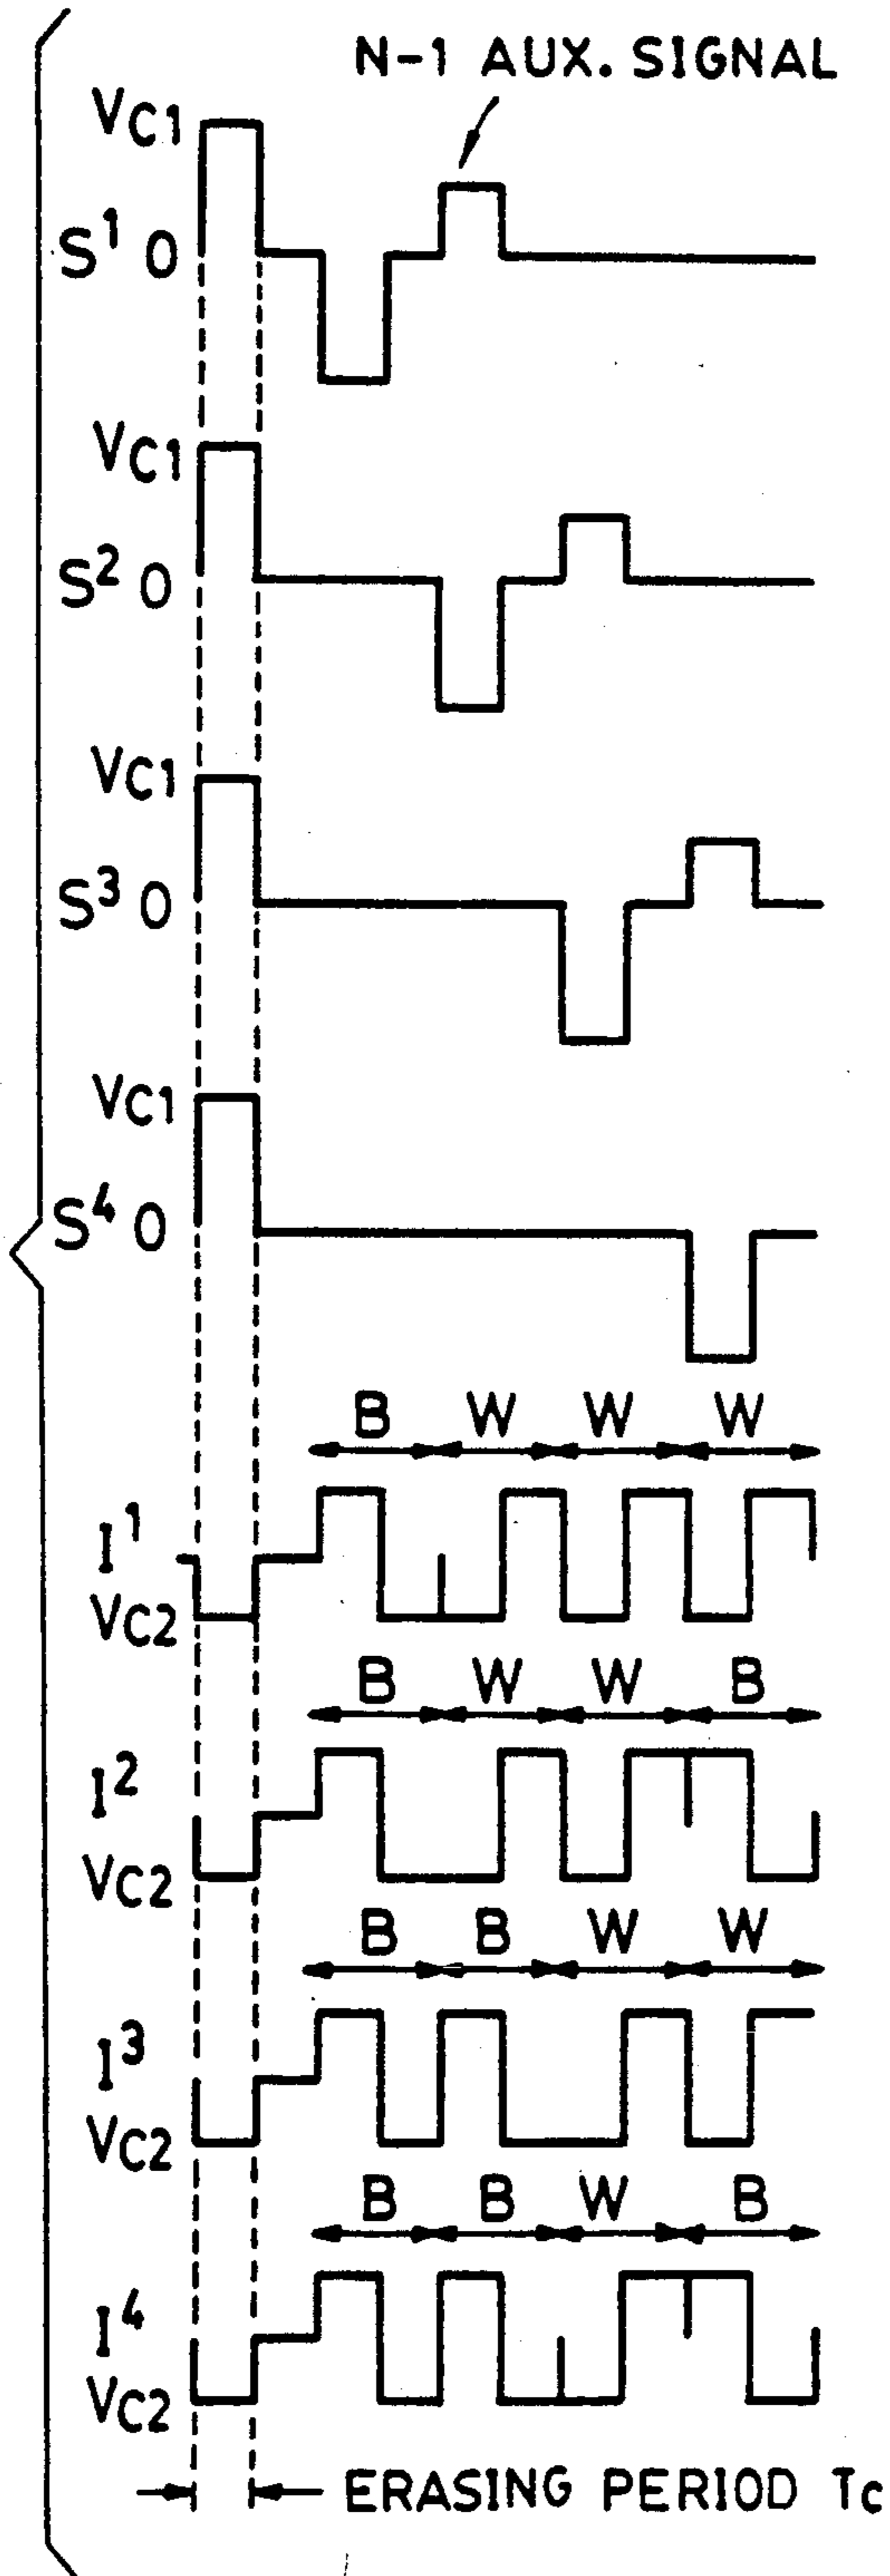 N-1 AUX. SIGNAL
VC1
S1 0
VC1
S2 0
VC1
S3 0
VC1
S4 0
B W W W
I1
VC2
B W W B
I2
VC2
B B W W
I3
VC2
B B W B
I4
VC2
ERASING PERIOD Tc